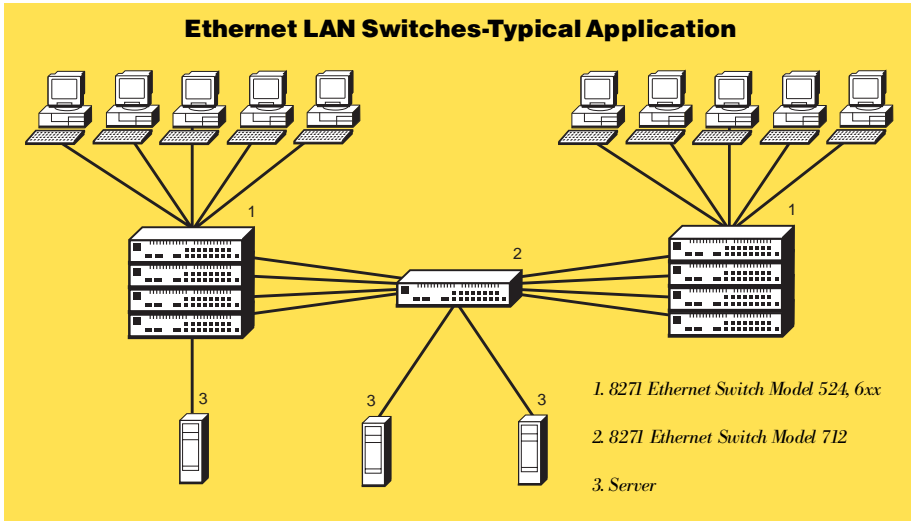 Ethernet LAN Switches-Typical Application
1
1
2
3
3
3
1. 8271 Ethernet Switch Model 524, 6xx
2. 8271 Ethernet Switch Model 712
3. Server